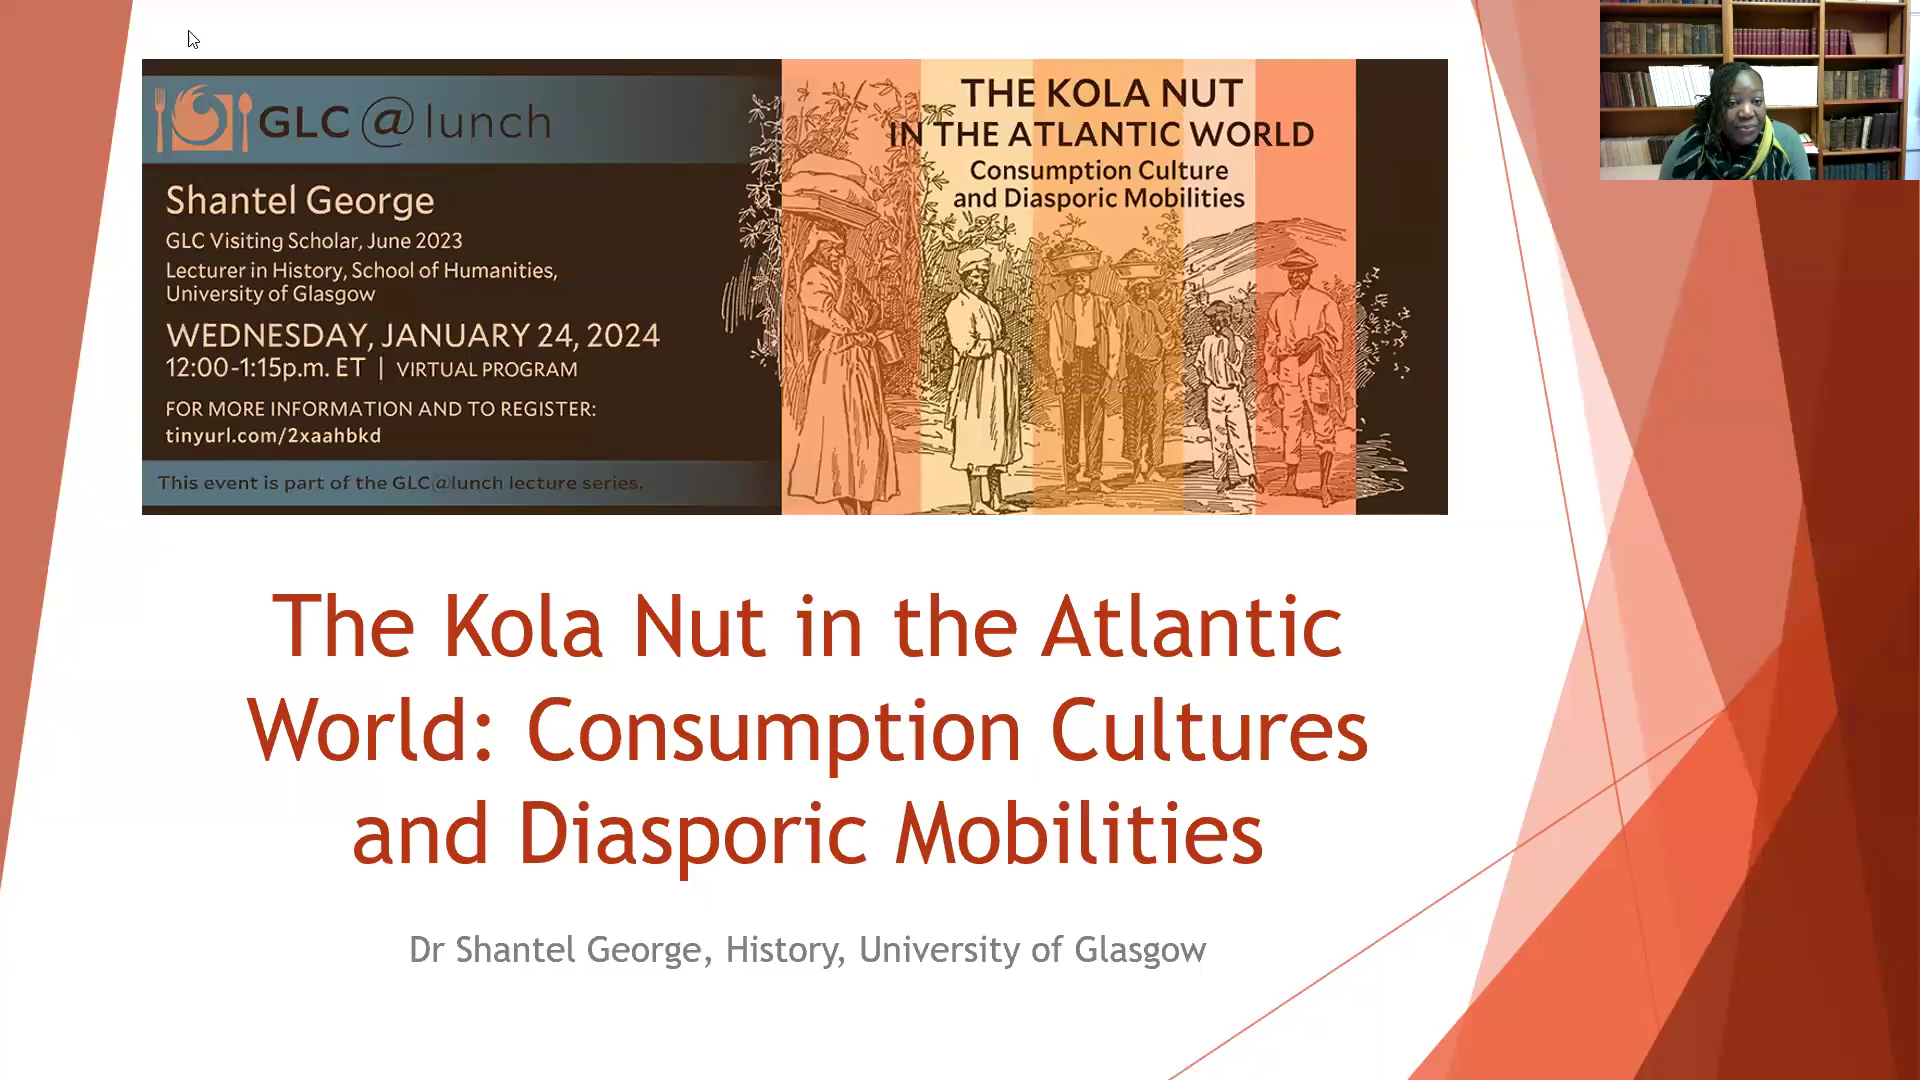 GLC @ lunch
Shantel George
GLC Visiting Scholar, June 2023
Lecturer in History, School of Humanities,
University of Glasgow
WEDNESDAY, JANUARY 24, 2024
12:00-1:15p.m. ET | VIRTUAL PROGRAM
FOR MORE INFORMATION AND TO REGISTER:
tinyurl.com/2xaahbkd
This event is part of the GLC@lunch lecture series.
THE KOLA NUT
IN THE ATLANTIC WORLD
Consumption Culture
and Diasporic Mobilities
The Kola Nut in the Atlantic
World: Consumption Cultures
and Diasporic Mobilities
Dr Shantel George, History, University of Glasgow